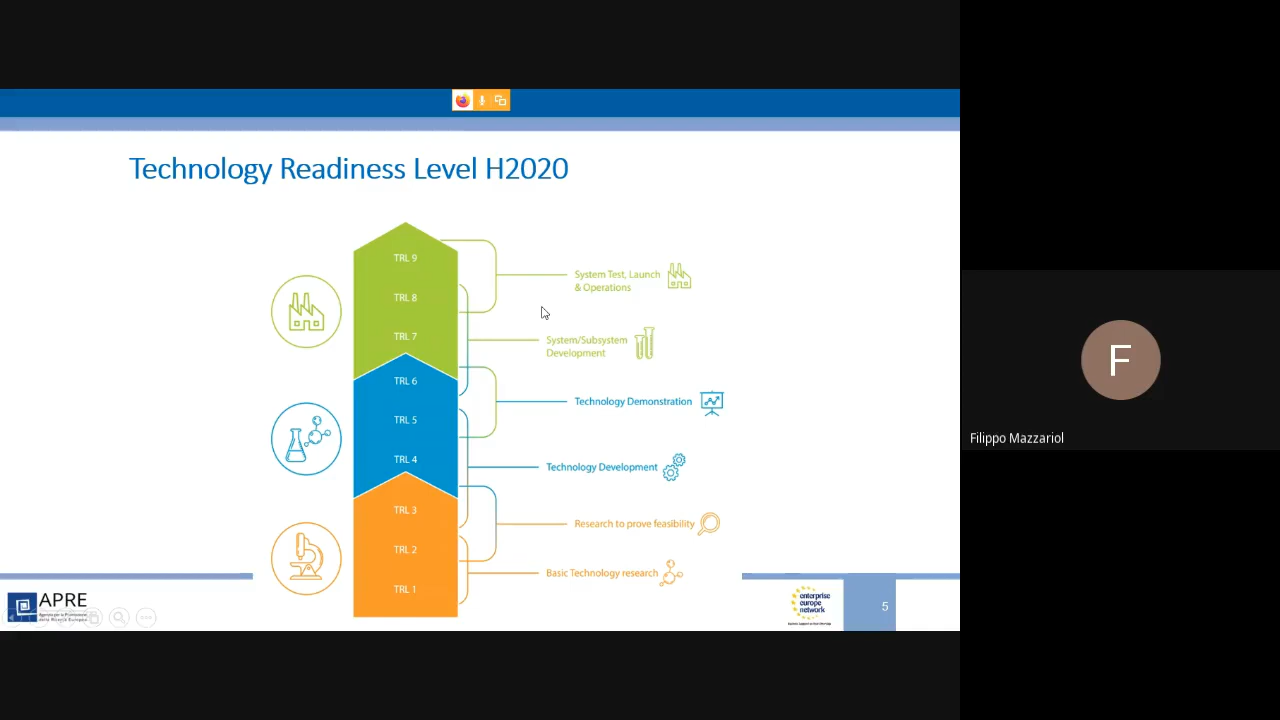 Technology Readiness Level H2020
TRL 9
TRL 8
TRL 7
TRL 6
TRL 5
TRL 4
TRL 3
TRL 2
TRL 1
System Test, Launch
& Operations
System/Subsystem
Development
Technology Demonstration
Technology Development
Research to prove feasibility
Basic Technology research
APRE
enterprise
europe
network
5
F
Filippo Mazzariol